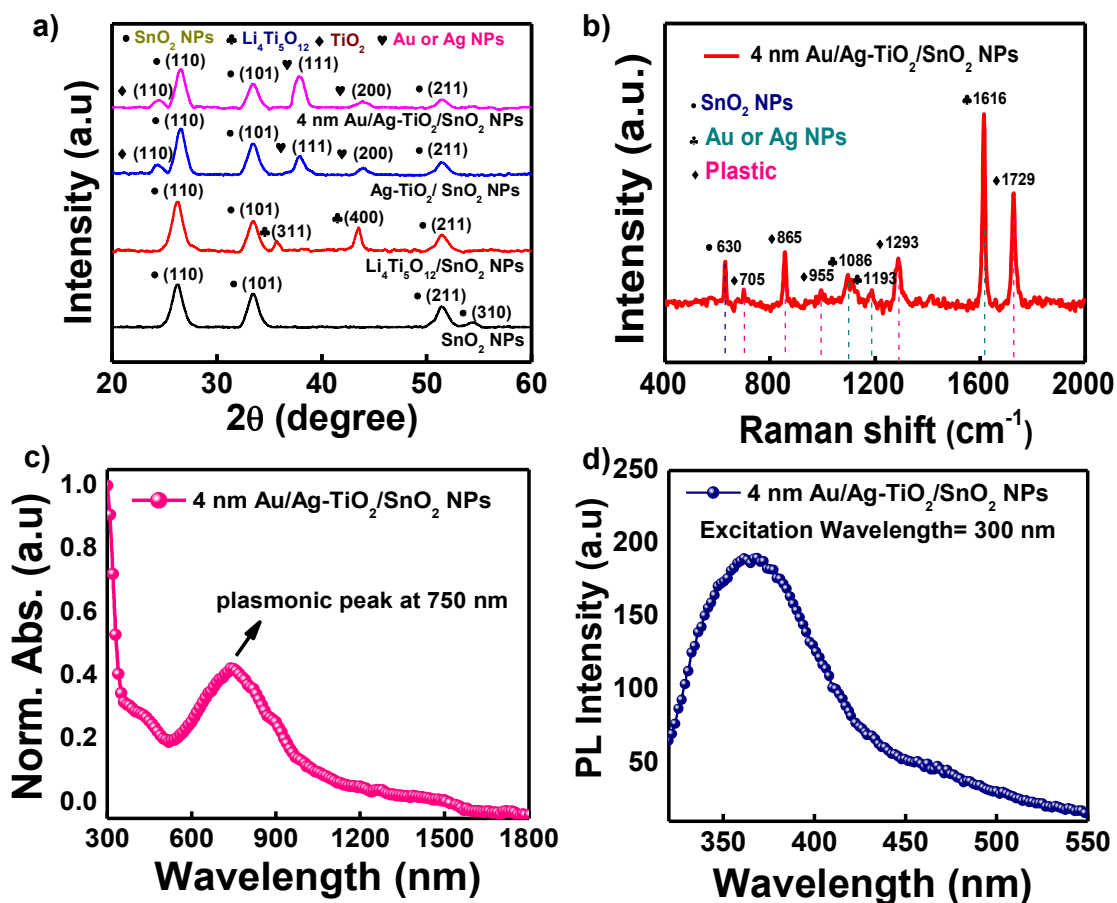 a)
• SnO₂ NPs ♣ Li₄Ti₅O₁₂ ♦ TiO₂ ♥ Au or Ag NPs
♦ (110) • (110) • (101) ♥ (111) ♥ (200) • (211)
4 nm Au/Ag-TiO₂/SnO₂ NPs
♦ (110) • (110) • (101) ♥ (111) ♥ (200) • (211)
Ag-TiO₂/ SnO₂ NPs
• (110) • (101) ♣ (311) ♣ (400) • (211)
Li₄Ti₅O₁₂/SnO₂ NPs
• (110) • (101) • (211) • (310)
SnO₂ NPs
Intensity (a.u)
20 30 40 50 60
2θ (degree)
b)
4 nm Au/Ag-TiO₂/SnO₂ NPs
• SnO₂ NPs
♣ Au or Ag NPs
♦ Plastic
• 630 ♦ 705 ♦ 865 ♦ 955 ♣ 1086 ♣ 1193 ♦ 1293 ♣ 1616 ♦ 1729
Intensity (a.u.)
400 800 1200 1600 2000
Raman shift (cm⁻¹)
c)
4 nm Au/Ag-TiO₂/SnO₂ NPs
plasmonic peak at 750 nm
Norm. Abs. (a.u)
1.0
0.8
0.6
0.4
0.2
0.0
300 600 900 1200 1500 1800
Wavelength (nm)
d)
4 nm Au/Ag-TiO₂/SnO₂ NPs
Excitation Wavelength= 300 nm
PL Intensity (a.u)
250
200
150
100
50
350 400 450 500 550
Wavelength (nm)